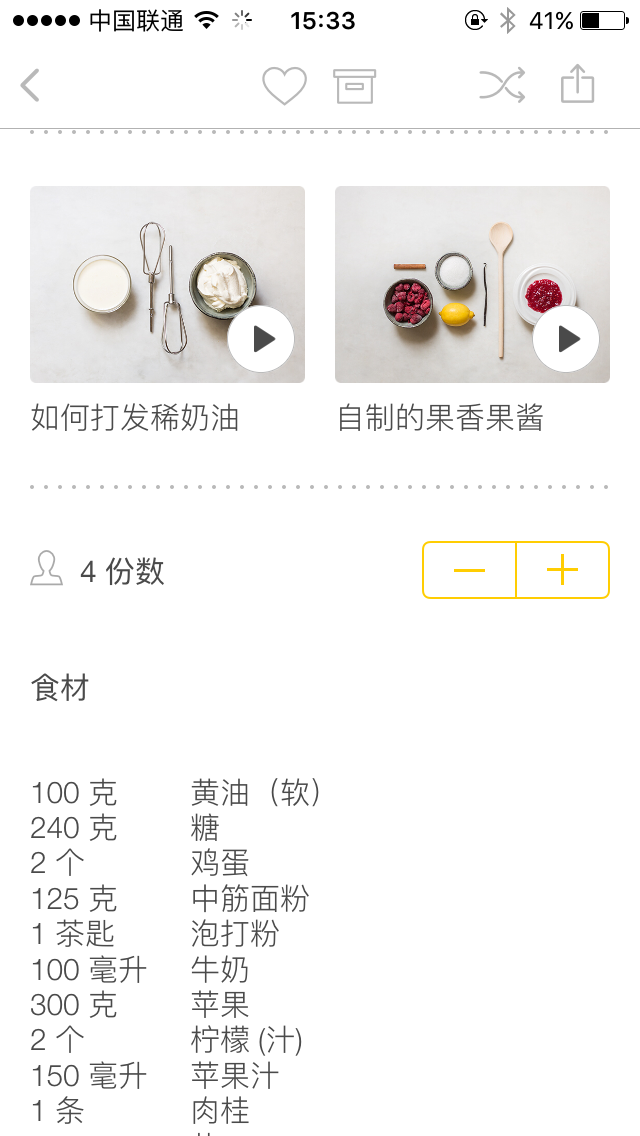 中国联通 15:33 41%
如何打发稀奶油 自制的果香果酱
4 份数
食材
100 克 黄油（软）
240 克 糖
2 个 鸡蛋
125 克 中筋面粉
1 茶匙 泡打粉
100 毫升 牛奶
300 克 苹果
2 个 柠檬 (汁)
150 毫升 苹果汁
1 条 肉桂